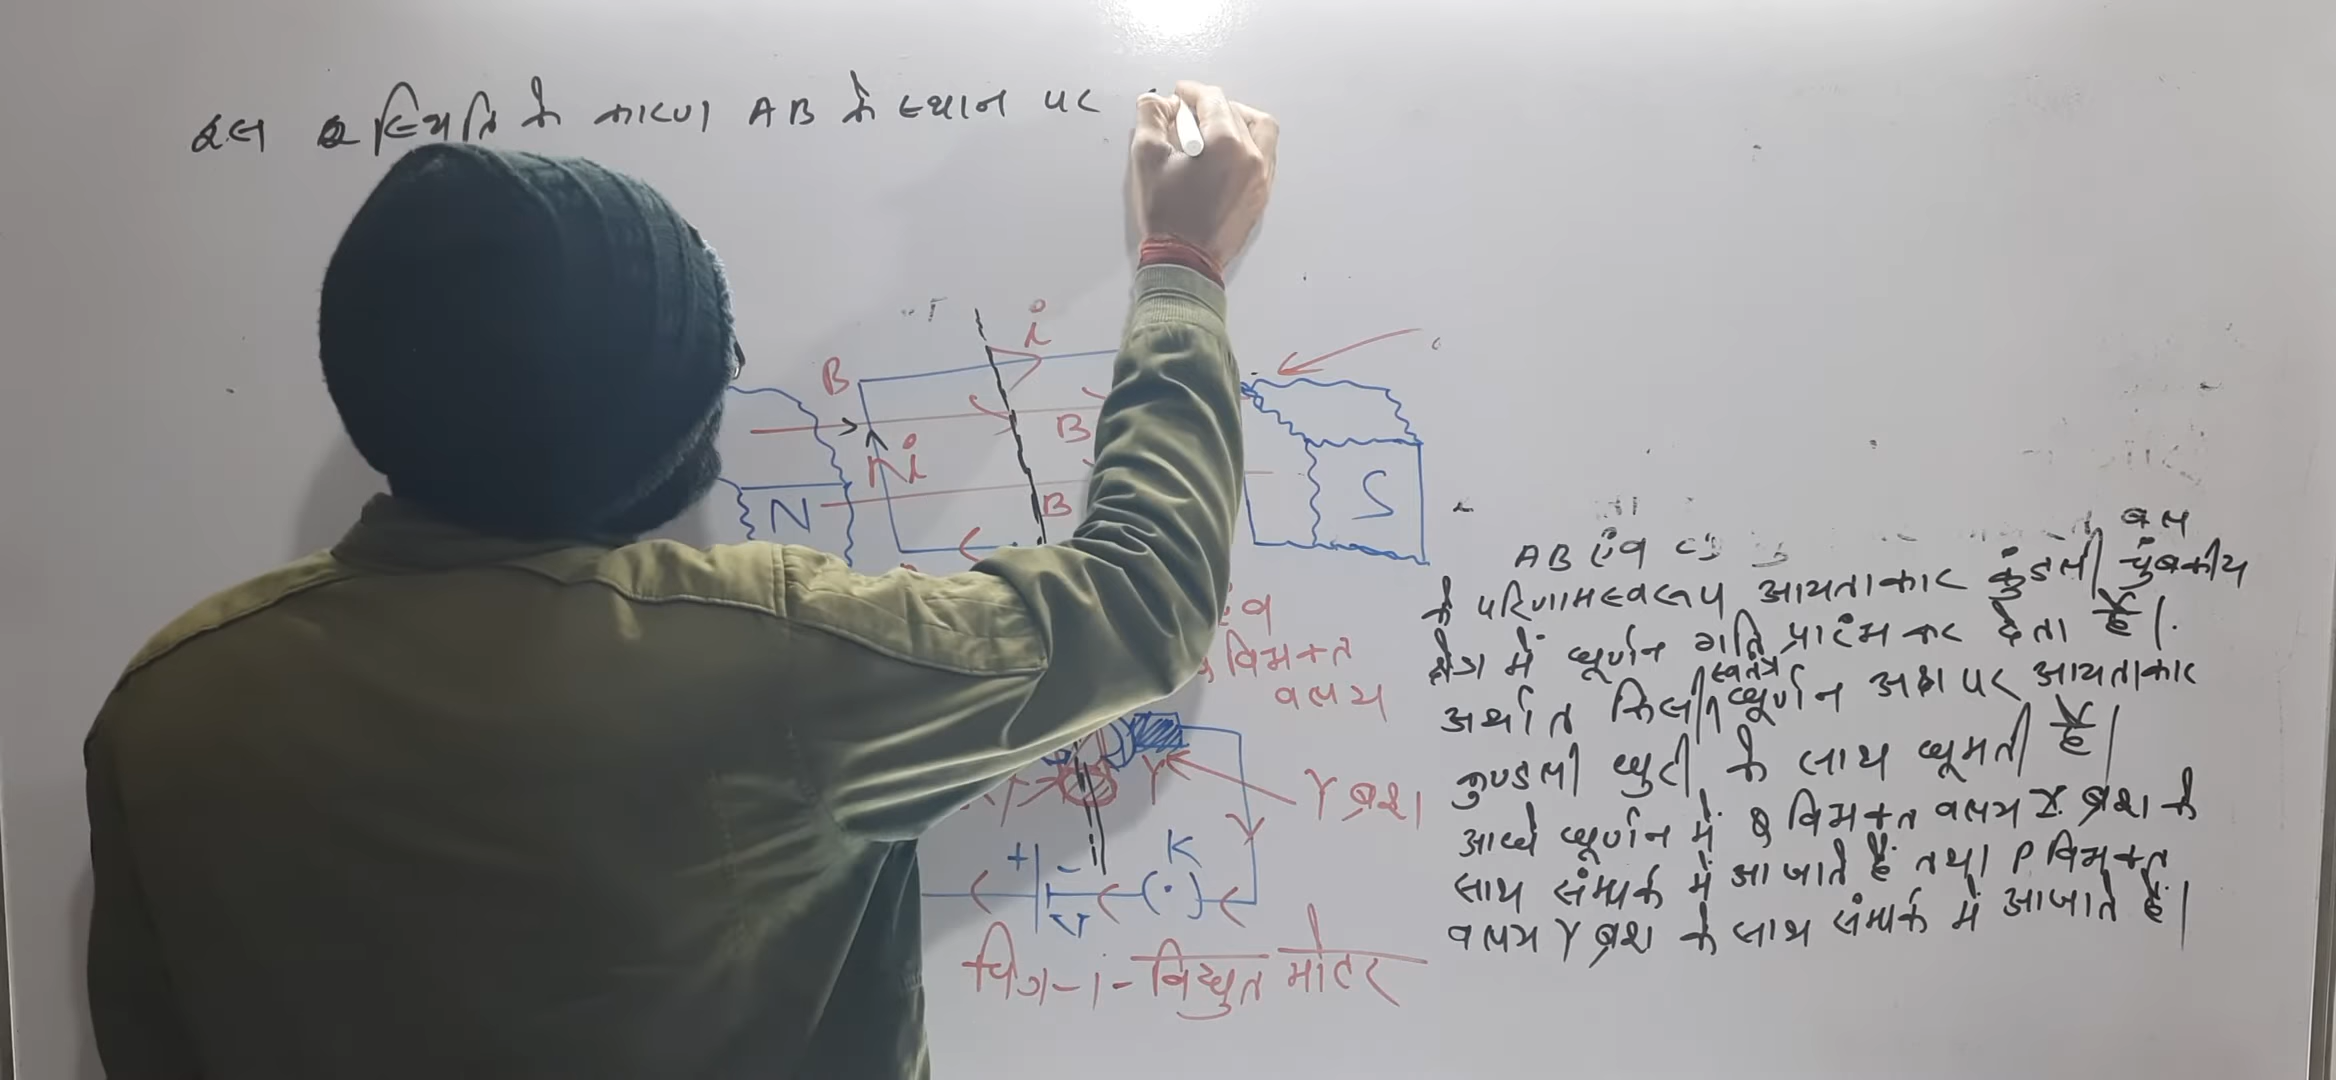 इस स्थिति के कारण AB के स्थान पर
i
B
B
i
N
B
S
एवं
विभक्त
वलय
Y
Y ब्रश
+
-
K
V
चित्र-1-विद्युत मोटर
बल
AB एंव
के परिणामस्वरूप आयताकार कुंडली चुंबकीय
क्षेत्र में घूर्णन गति प्रारंभ कर देता है।
स्वतंत्र
अर्थात किसी घूर्णन अक्ष पर आयताकार
कुण्डली धुरी के साथ घूमती है।
आधे घूर्णन में Q विभक्त वलय X ब्रश के
साथ संम्पर्क में आ जाते हैं तथा P विभक्त
वलय Y ब्रश के साथ संम्पर्क में आजाते हैं।